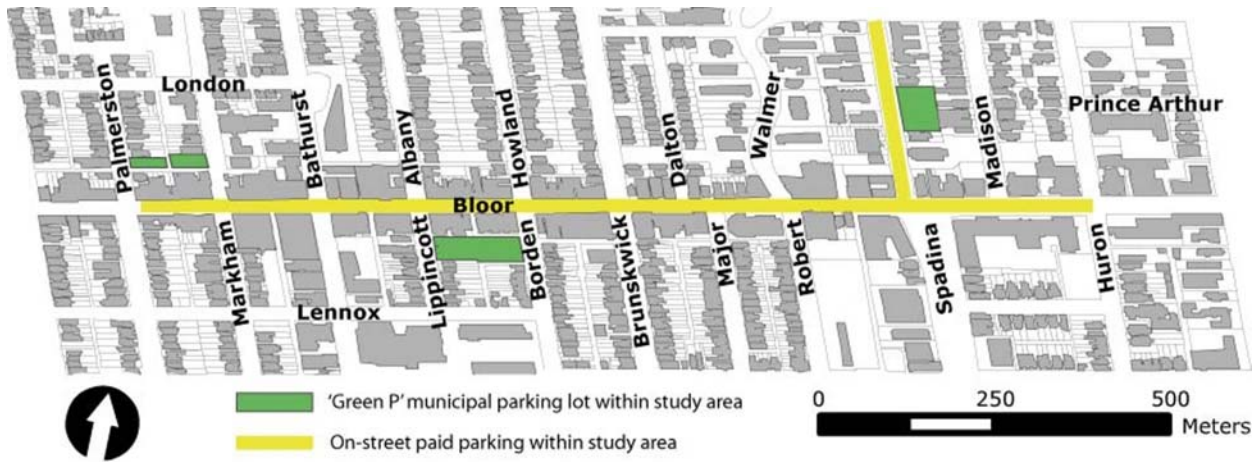 London
Palmerston
Bathurst
Albany
Howland
Dalton
Walmer
Madison
Prince Arthur
Bloor
Markham
Lippincott
Borden
Brunskwick
Major
Robert
Spadina
Huron
Lennox
'Green P' municipal parking lot within study area
On-street paid parking within study area
0 250 500
Meters